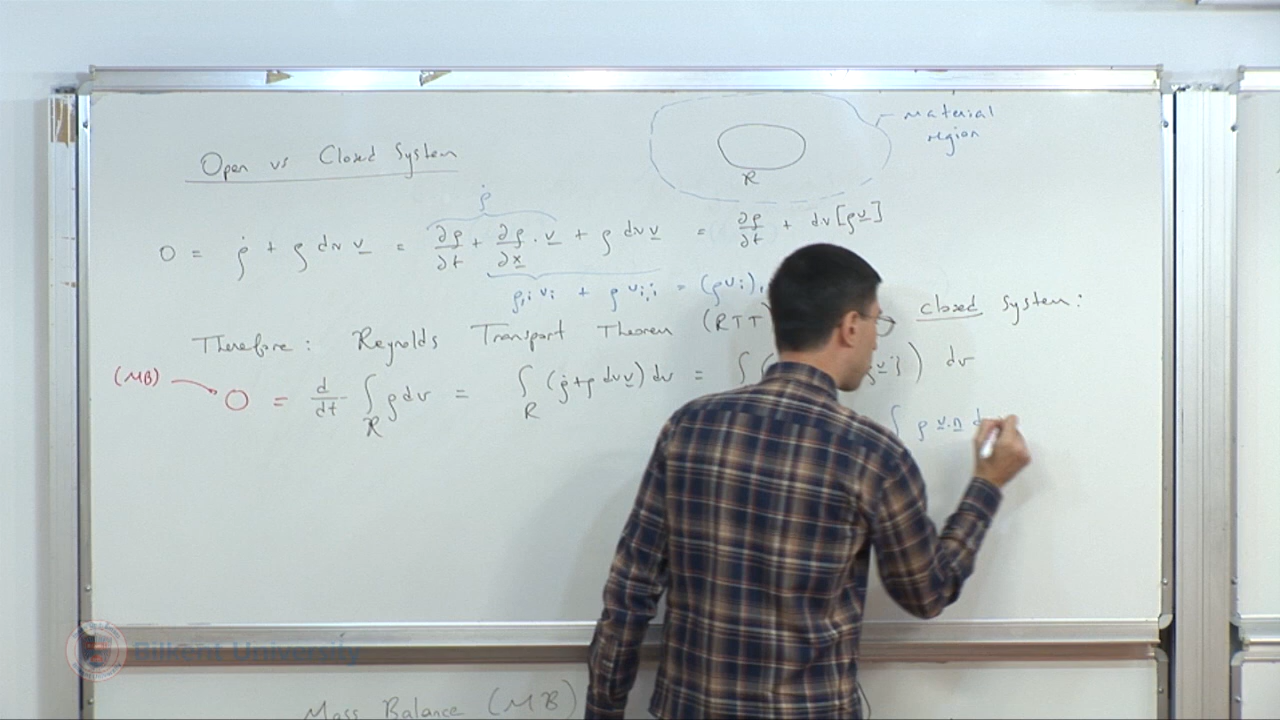 material
region
R
Open vs Closed System
ρ̇
0 = ρ̇ + ρ div v = ∂ρ/∂t + ∂ρ/∂x · v + ρ div v = ∂ρ/∂t + div[ρv]
ρ,i vi + ρ vi,i = (ρvi),
Therefore : Reynolds Transport Theorem (RTT) → closed system :
(MB) 0 = d/dt ∫R ρ dv = ∫R (ρ̇ + ρ div v) dv = ∫ ( v}) dv
∫ ρ v·n d
Bilkent University
Mass Balance (MB)